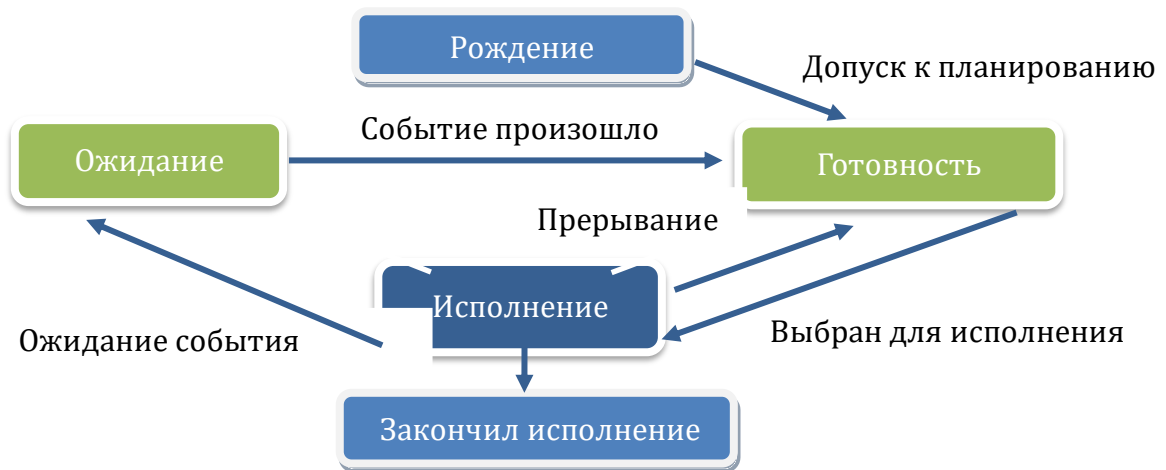 Рождение
Допуск к планированию
Событие произошло
Ожидание
Готовность
Прерывание
Исполнение
Ожидание события
Выбран для исполнения
Закончил исполнение